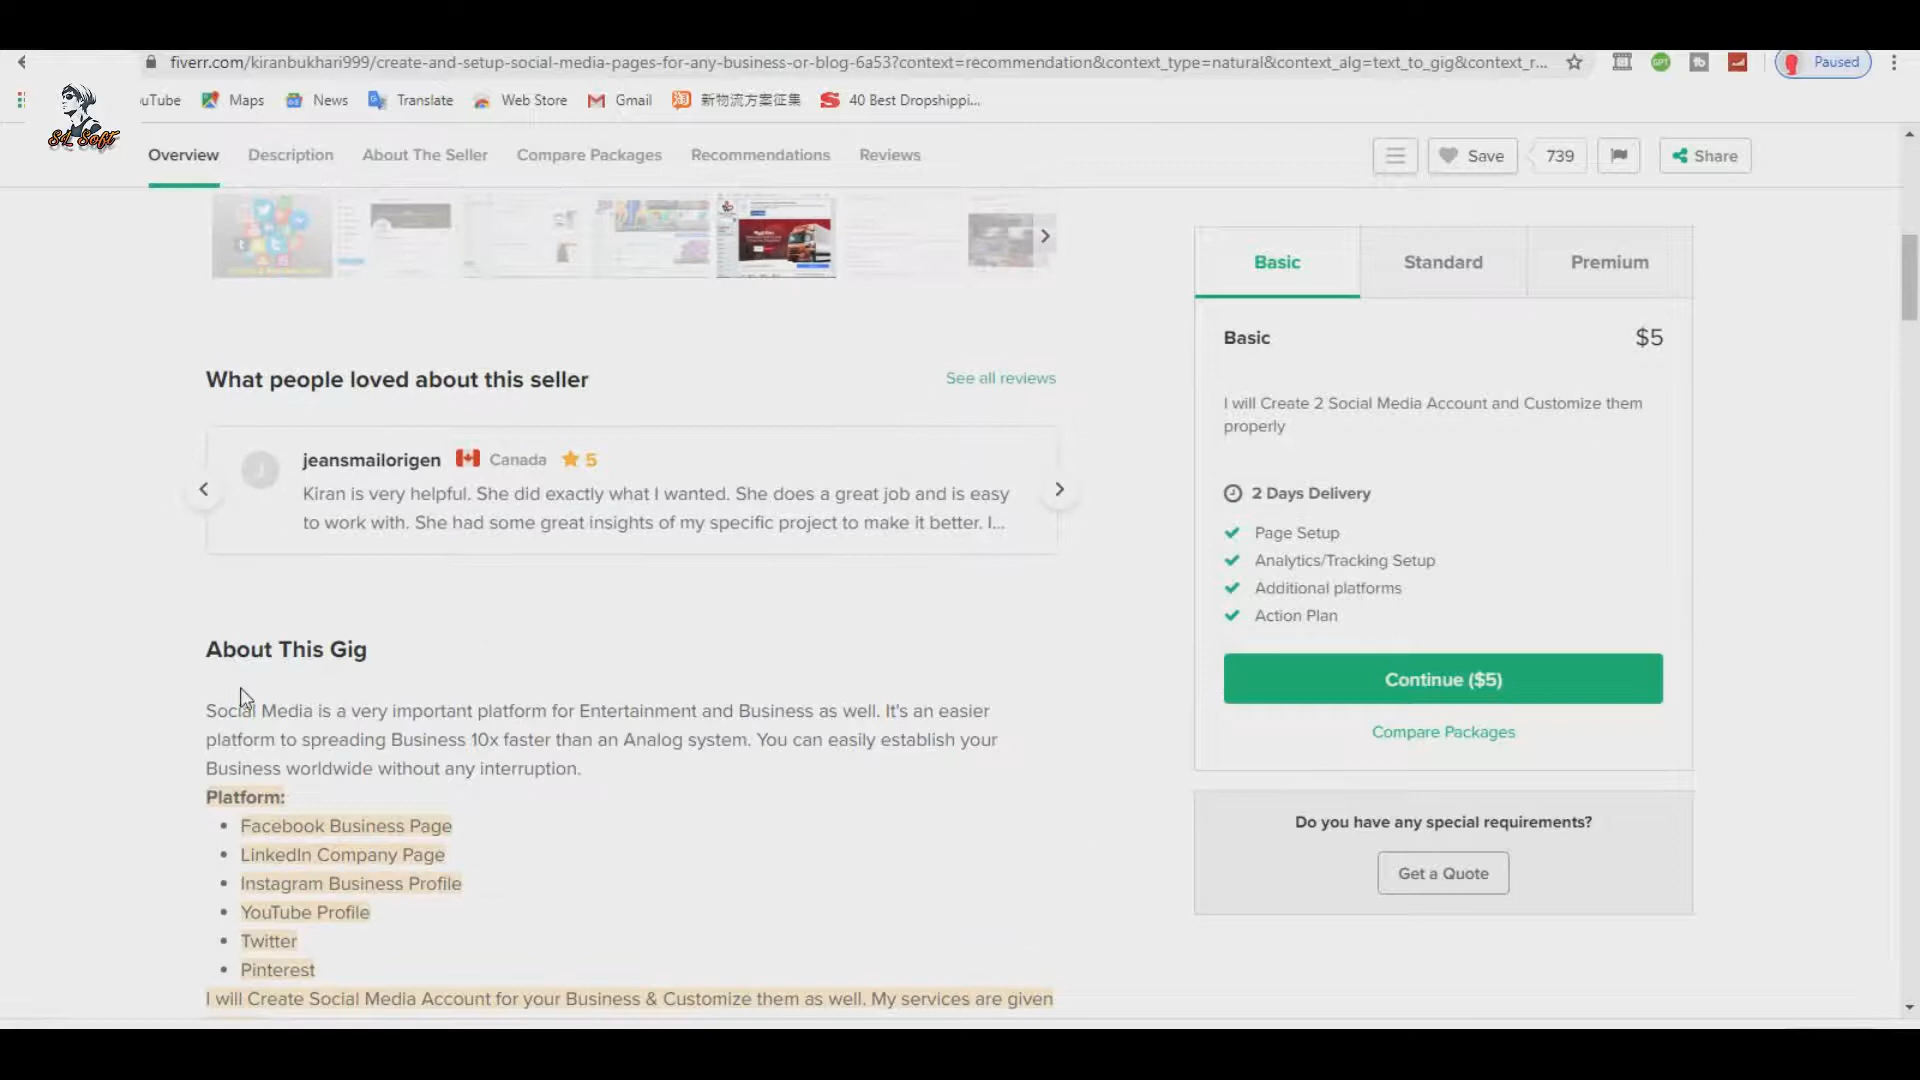 fiverr.com/kiranbukhari999/create-and-setup-social-media-pages-for-any-business-or-blog-6a53?context=recommendation&context_type=natural&context_alg=text_to_gig&context_r...
Paused
uTube Maps News Translate Web Store Gmail 新物流方案征集 40 Best Dropshippi...
SL Soft
Overview Description About The Seller Compare Packages Recommendations Reviews
Save 739 Share
Basic Standard Premium
Basic $5
I will Create 2 Social Media Account and Customize them
properly
2 Days Delivery
Page Setup
Analytics/Tracking Setup
Additional platforms
Action Plan
Continue ($5)
Compare Packages
Do you have any special requirements?
Get a Quote
What people loved about this seller See all reviews
jeansmailorigen Canada 5
Kiran is very helpful. She did exactly what I wanted. She does a great job and is easy
to work with. She had some great insights of my specific project to make it better. I...
About This Gig
Social Media is a very important platform for Entertainment and Business as well. It's an easier
platform to spreading Business 10x faster than an Analog system. You can easily establish your
Business worldwide without any interruption.
Platform:
Facebook Business Page
LinkedIn Company Page
Instagram Business Profile
YouTube Profile
Twitter
Pinterest
I will Create Social Media Account for your Business & Customize them as well. My services are given